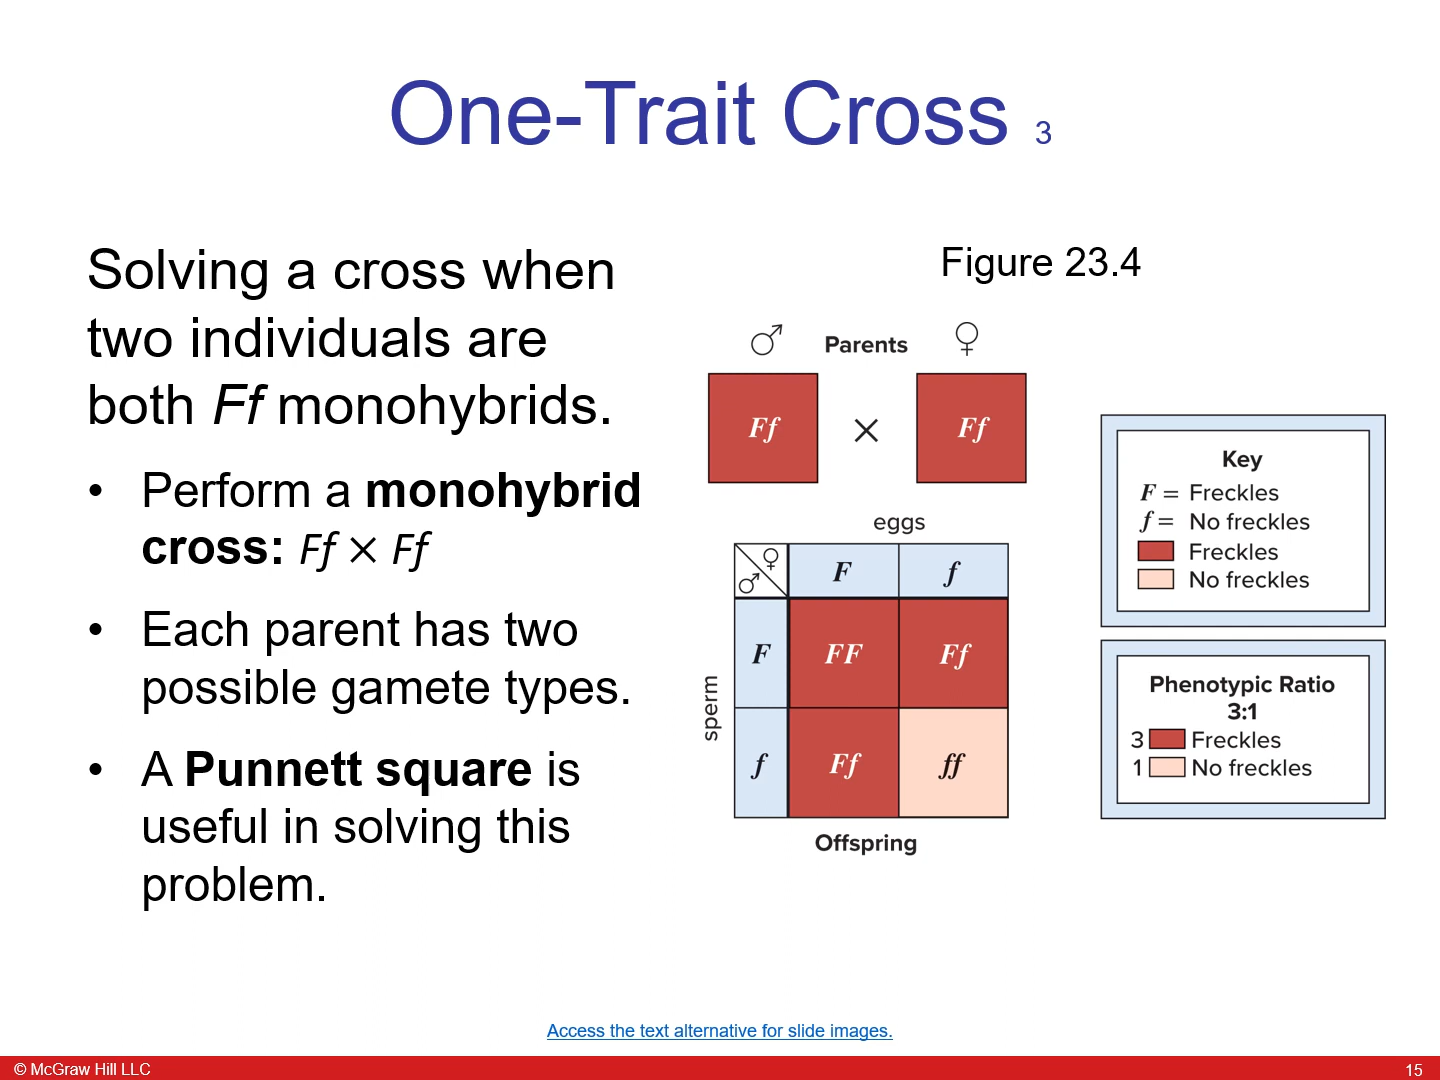 One-Trait Cross 3
Solving a cross when
two individuals are
both Ff monohybrids.
• Perform a monohybrid
cross: Ff × Ff
• Each parent has two
possible gamete types.
• A Punnett square is
useful in solving this
problem.
Figure 23.4
♂ Parents ♀
Ff × Ff
eggs
♀ ♂ F f
sperm
F FF Ff
f Ff ff
Offspring
Key
F = Freckles
f = No freckles
Freckles
No freckles
Phenotypic Ratio
3:1
3 Freckles
1 No freckles
Access the text alternative for slide images.
© McGraw Hill LLC
15